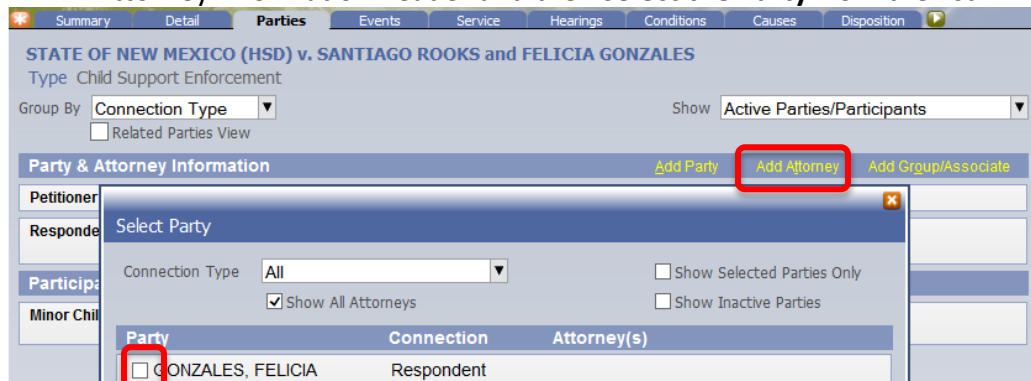 Summary Detail Parties Events Service Hearings Conditions Causes Disposition
STATE OF NEW MEXICO (HSD) v. SANTIAGO ROOKS and FELICIA GONZALES
Type Child Support Enforcement
Group By Connection Type Show Active Parties/Participants
Related Parties View
Party & Attorney Information Add Party Add Attorney Add Group/Associate
Petitioner
Responde
Select Party
Connection Type All Show Selected Parties Only
Show All Attorneys Show Inactive Parties
Participa
Minor Chil
Party Connection Attorney(s)
GONZALES, FELICIA Respondent